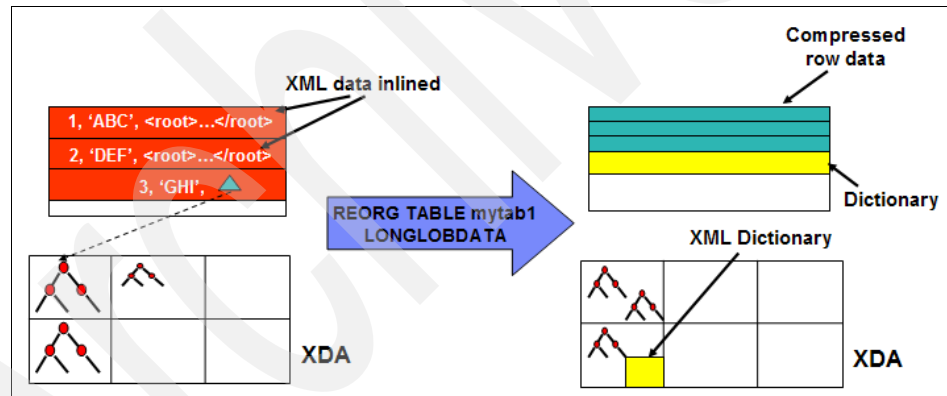 XML data inlined
1, ‘ABC’, <root>...</root>
2, ‘DEF’, <root>...</root>
3, ‘GHI’,
XDA
REORG TABLE mytab1
LONGLOBDATA
Compressed
row data
Dictionary
XML Dictionary
XDA